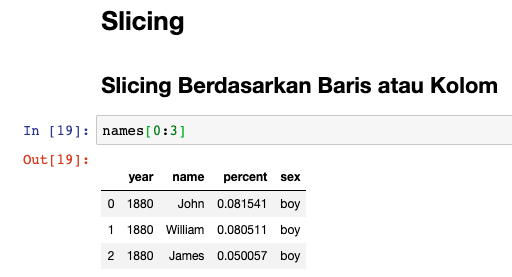 Slicing
Slicing Berdasarkan Baris atau Kolom
In [19]: names[0:3]
Out[19]:
year name percent sex
0 1880 John 0.081541 boy
1 1880 William 0.080511 boy
2 1880 James 0.050057 boy